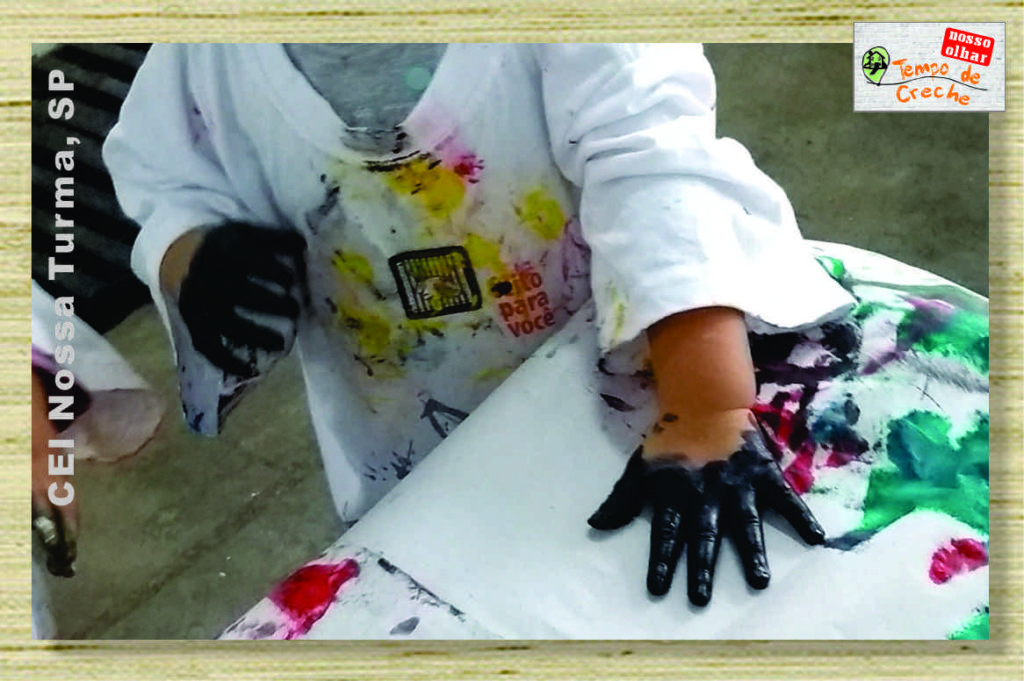 CEI Nossa Turma, SP
nosso
olhar
Tempo de
Creche
para
você